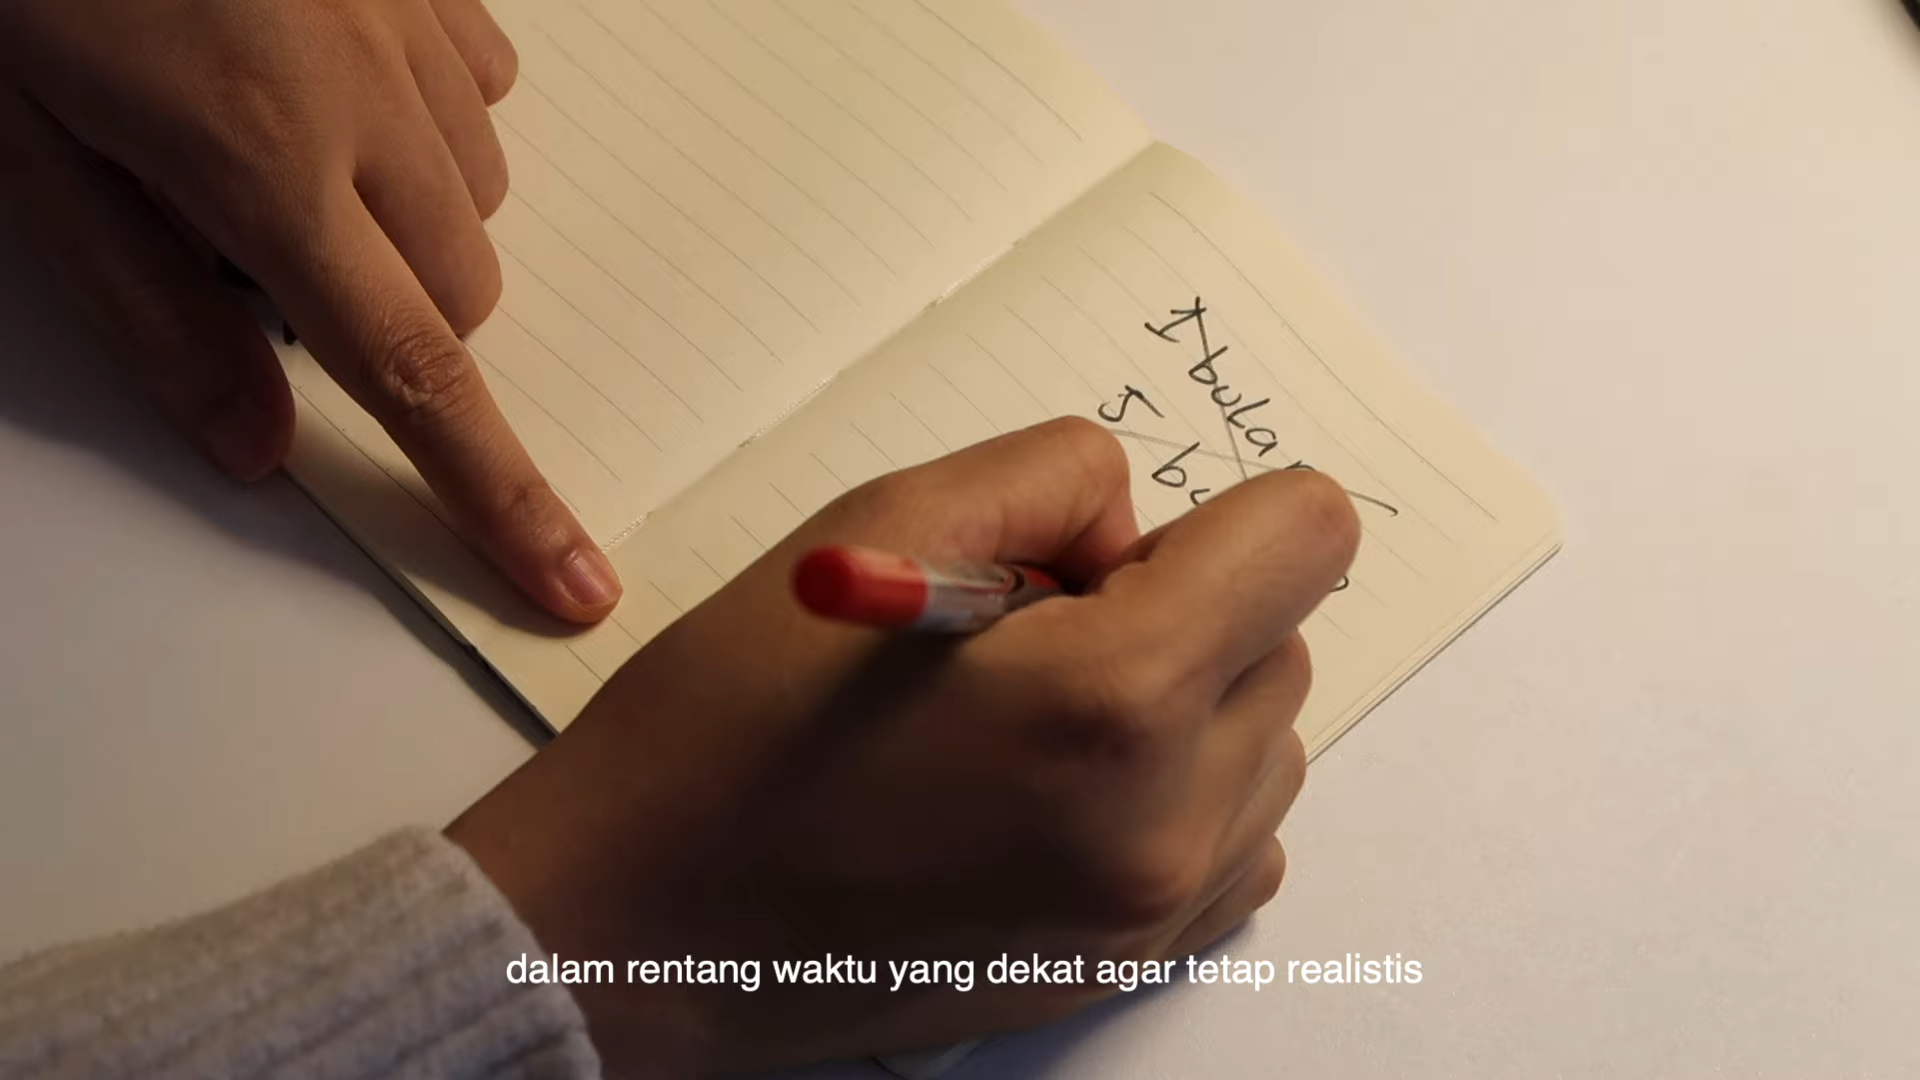 1 bulan
5
dalam rentang waktu yang dekat agar tetap realistis